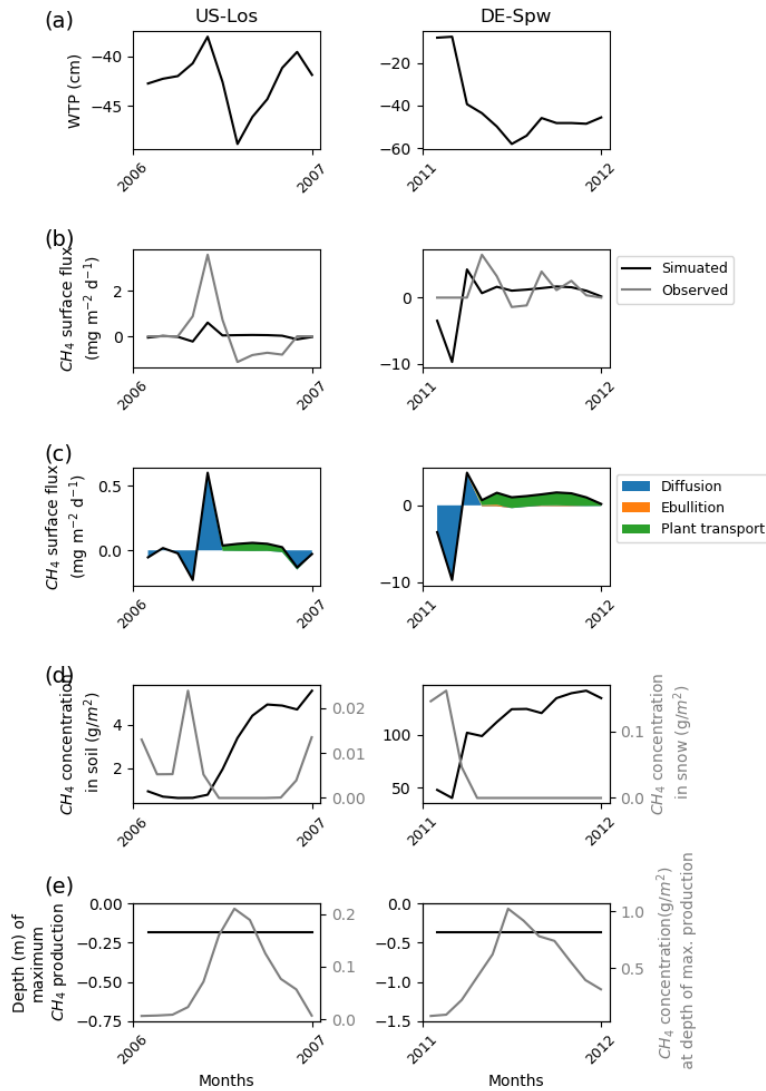 (a)
US-Los
DE-Spw
WTP (cm)
−40
−45
2006
2007
−20
−40
−60
2011
2012
(b)
CH4 surface flux
(mg m−2 d−1)
2
0
2006
2007
0
−10
2011
2012
Simuated
Observed
(c)
CH4 surface flux
(mg m−2 d−1)
0.5
0.0
2006
2007
0
−10
2011
2012
Diffusion
Ebullition
Plant transport
(d)
CH4 concentration
in soil (g/m2)
4
2
0.02
0.01
0.00
2006
2007
100
50
0.1
0.0
2011
2012
CH4 concentration
in snow (g/m2)
(e)
Depth (m) of
maximum
CH4 production
0.00
−0.25
−0.50
−0.75
0.2
0.1
0.0
2006
2007
Months
0.0
−0.5
−1.0
−1.5
1.0
0.5
2011
2012
Months
CH4 concentration(g/m2)
at depth of max. production